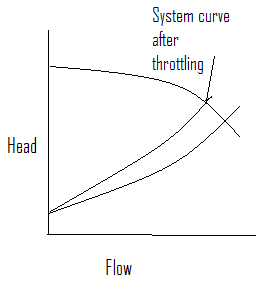 System curve
after
throttling
Head
Flow